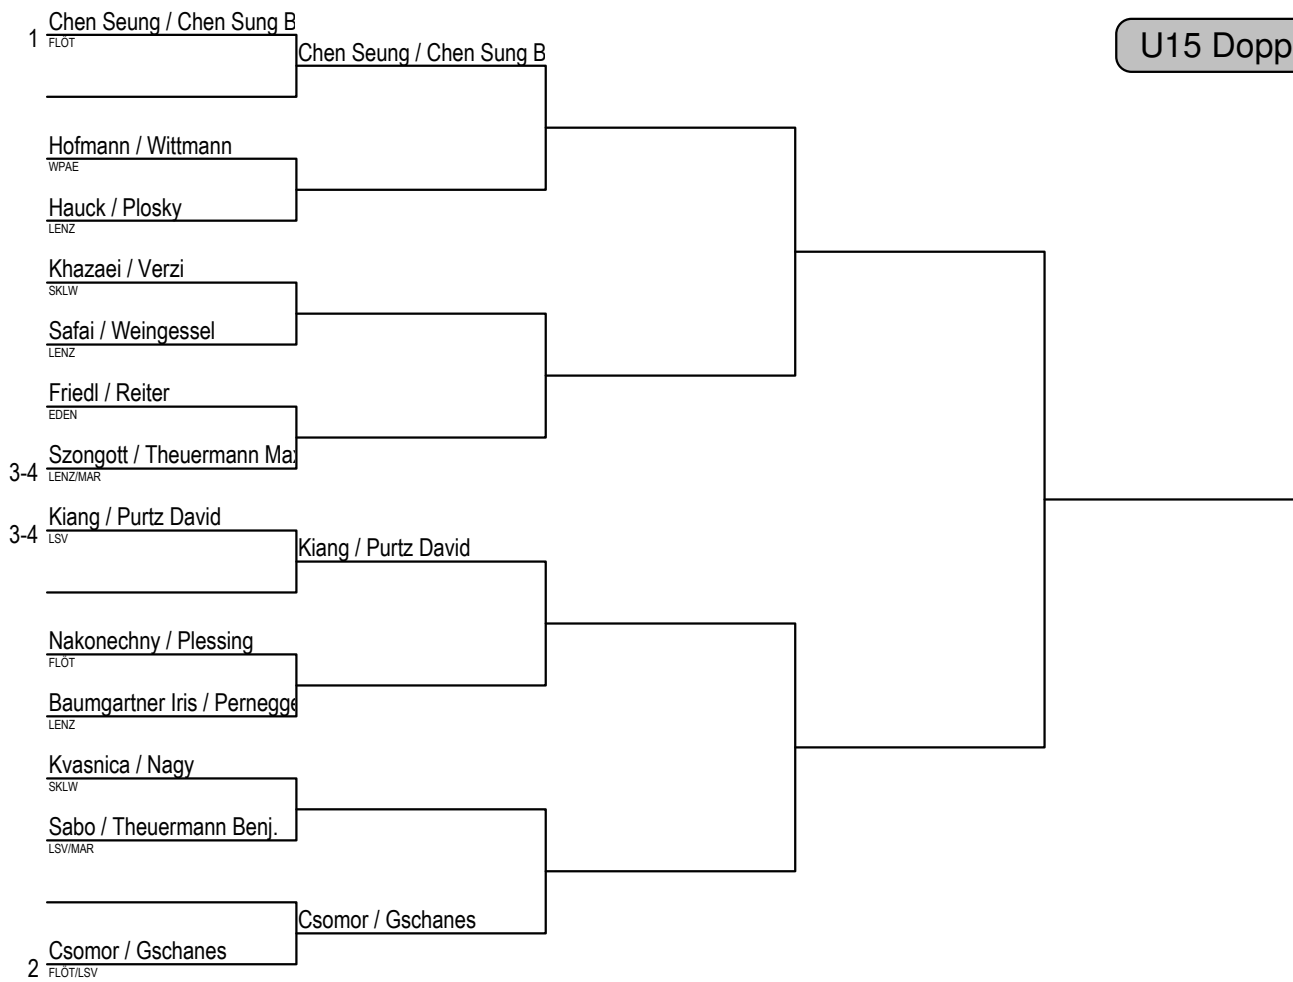 Chen Seung / Chen Sung B
1
FLÖT
Chen Seung / Chen Sung B
U15 Dopp
Hofmann / Wittmann
WPAE
Hauck / Plosky
LENZ
Khazaei / Verzi
SKLW
Safai / Weingessel
LENZ
Friedl / Reiter
EDEN
Szongott / Theuermann Max
3-4
LENZ/MAR
Kiang / Purtz David
3-4
LSV
Kiang / Purtz David
Nakonechny / Plessing
FLÖT
Baumgartner Iris / Pernegge
LENZ
Kvasnica / Nagy
SKLW
Sabo / Theuermann Benj.
LSV/MAR
Csomor / Gschanes
Csomor / Gschanes
2
FLÖT/LSV